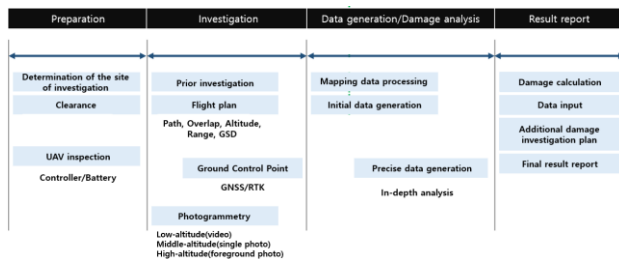 Preparation
Investigation
Data generation/Damage analysis
Result report
Determination of the site
of investigation
Clearance
UAV inspection
Controller/Battery
Prior investigation
Flight plan
Path, Overlap, Altitude,
Range, GSD
Ground Control Point
GNSS/RTK
Photogrammetry
Low-altitude(video)
Middle-altitude(single photo)
High-altitude(foreground photo)
Mapping data processing
Initial data generation
Precise data generation
In-depth analysis
Damage calculation
Data input
Additional damage
investigation plan
Final result report